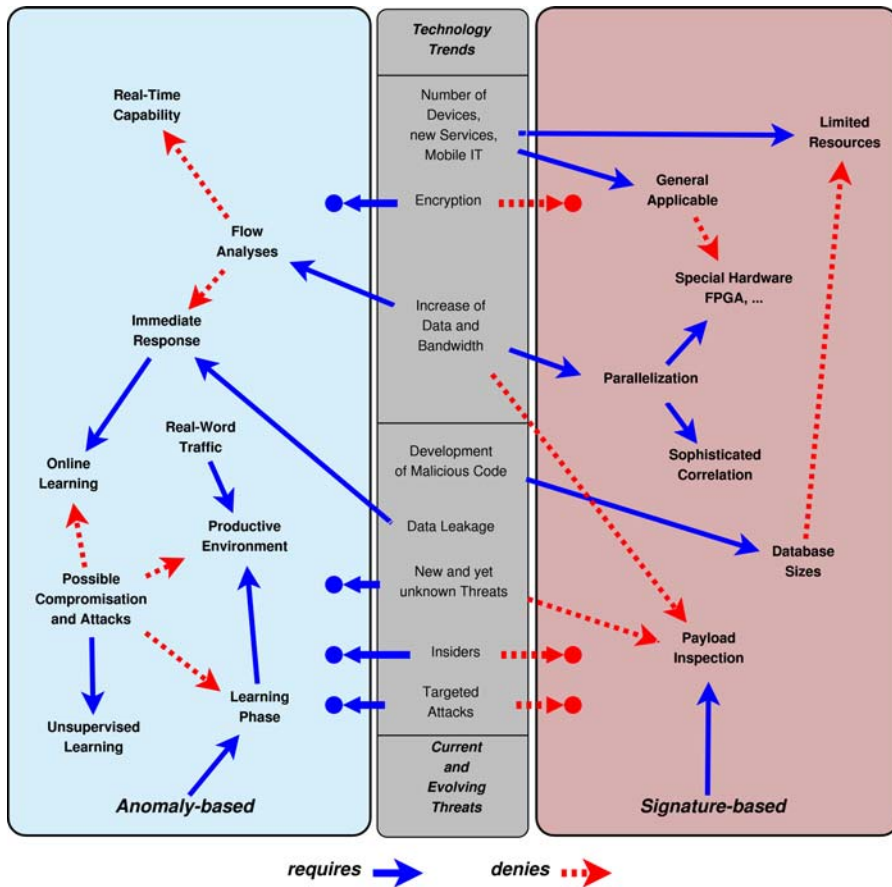 Technology
Trends
Real-Time
Capability
Number of
Devices,
new Services,
Mobile IT
Limited
Resources
General
Applicable
Encryption
Flow
Analyses
Special Hardware
FPGA, ...
Increase of
Data and
Bandwidth
Immediate
Response
Parallelization
Real-Word
Traffic
Online
Learning
Development
of Malicious Code
Sophisticated
Correlation
Productive
Environment
Data Leakage
Database
Sizes
Possible
Compromisation
and Attacks
New and yet
unknown Threats
Insiders
Payload
Inspection
Learning
Phase
Targeted
Attacks
Unsupervised
Learning
Current
and
Evolving
Threats
Anomaly-based
Signature-based
requires
denies